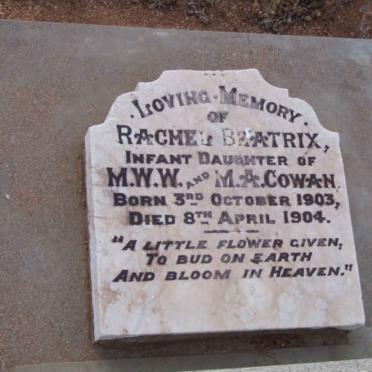 LOVING MEMORY
OF
RACHEL BEATRIX,
INFANT DAUGHTER OF
M.W.W. AND M.A. COWAN,
BORN 3RD OCTOBER 1903,
DIED 8TH APRIL 1904.
"A LITTLE FLOWER GIVEN,
TO BUD ON EARTH
AND BLOOM IN HEAVEN."